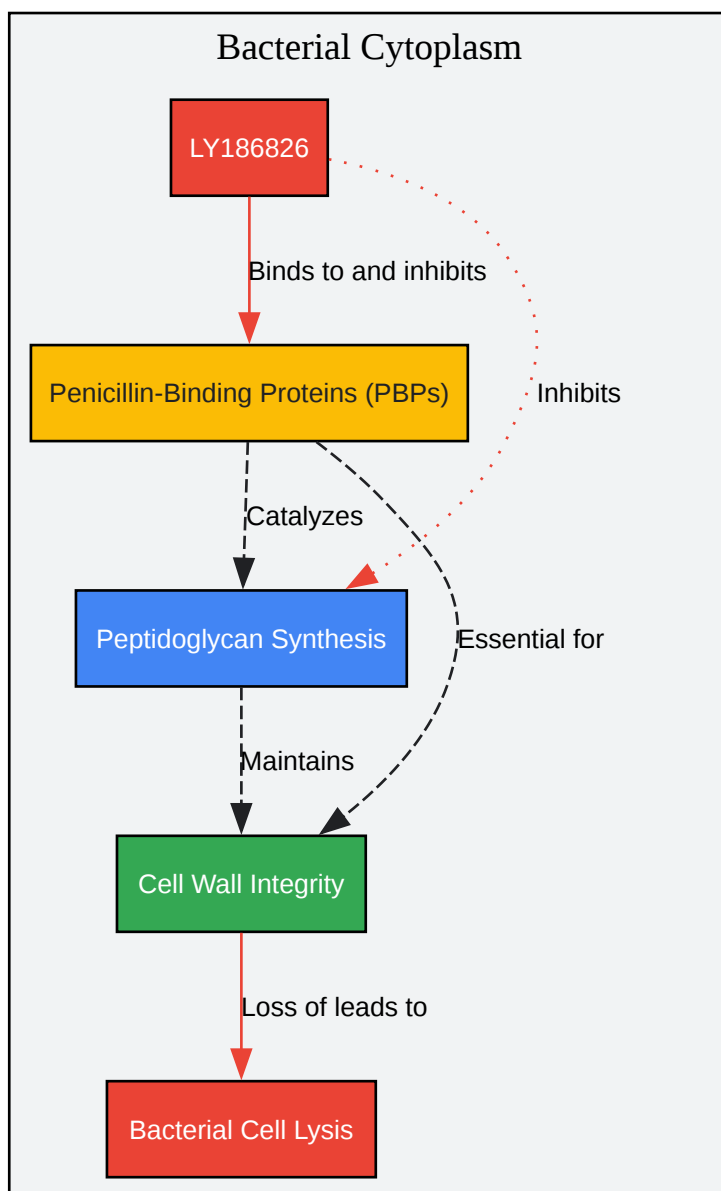 Bacterial Cytoplasm
LY186826
Binds to and inhibits
Penicillin-Binding Proteins (PBPs)
Inhibits
Catalyzes
Peptidoglycan Synthesis
Essential for
Maintains
Cell Wall Integrity
Loss of leads to
Bacterial Cell Lysis